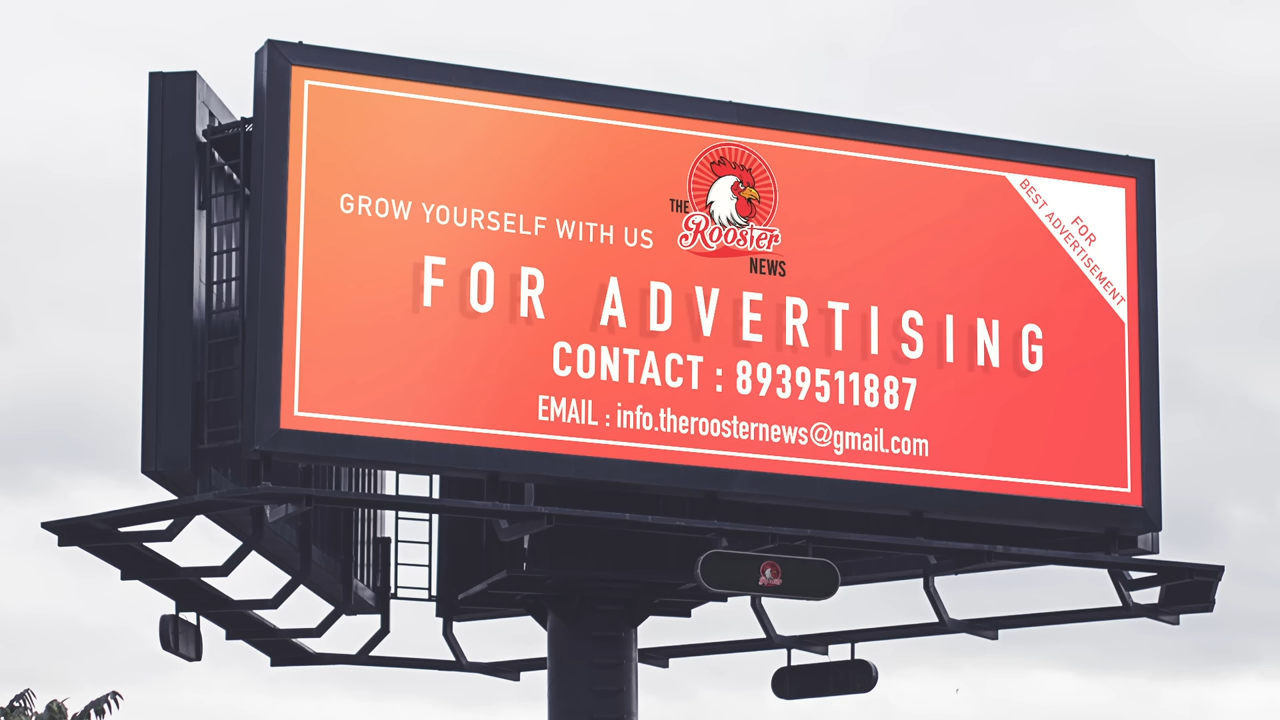 GROW YOURSELF WITH US
THE
Rooster
NEWS
FOR
BEST ADVERTISEMENT
FOR ADVERTISING
CONTACT : 8939511887
EMAIL : info.theroosternews@gmail.com